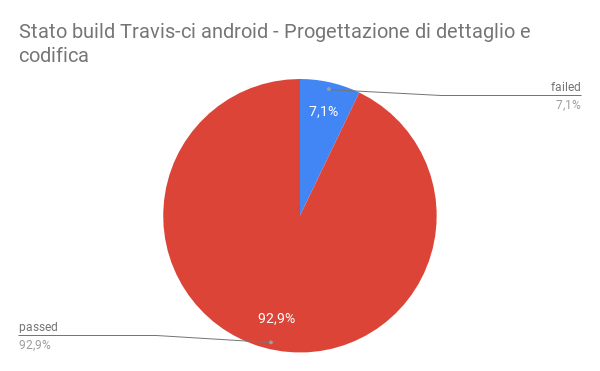 Stato build Travis-ci android - Progettazione di dettaglio e
codifica
failed
7,1%
7,1%
92,9%
passed
92,9%